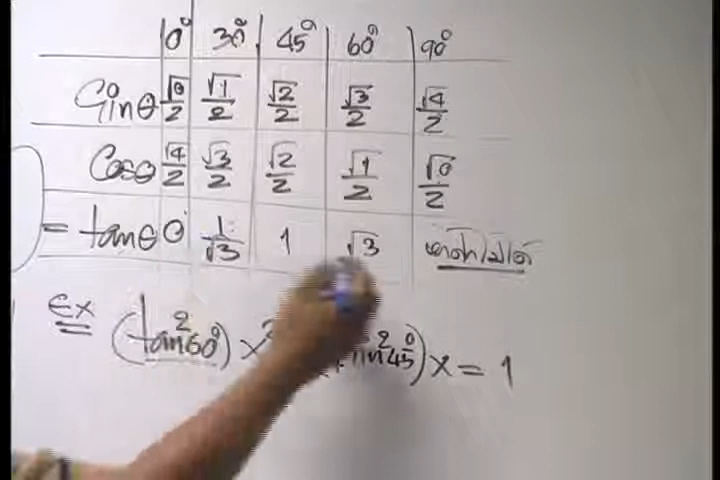 0° 30° 45° 60° 90°
Sinθ √0/2 √1/2 √2/2 √3/2 √4/2
Cosθ √4/2 √3/2 √2/2 √1/2 √0/2
= tanθ 0 1/√3 1 √3 หาค่าไม่ได้
Ex (tan²60°)x² 45°)x = 1